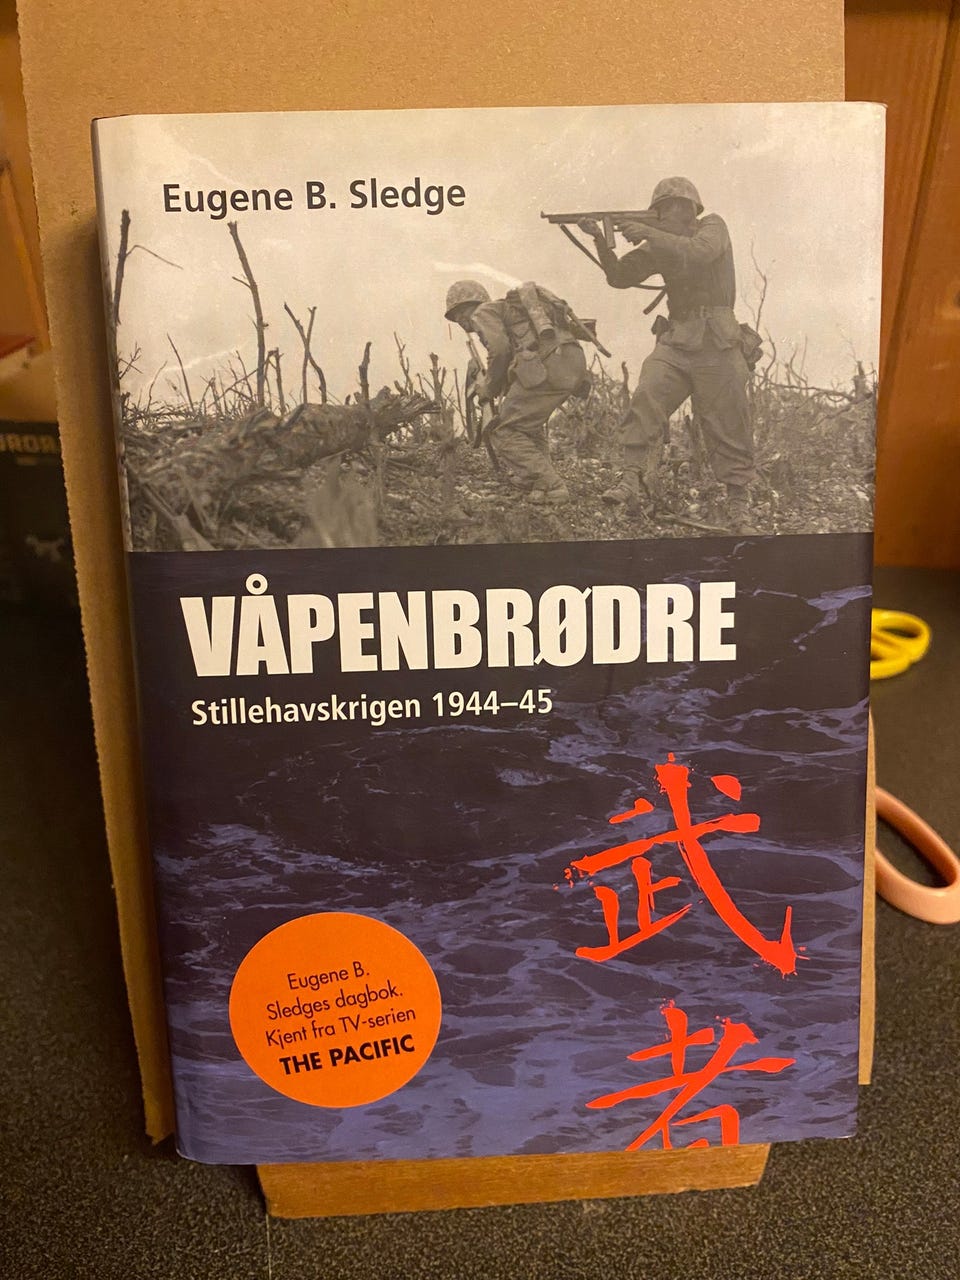 Eugene B. Sledge
VÅPENBRØDRE
Stillehavskrigen 1944–45
武
者
Eugene B.
Sledges dagbok.
Kjent fra TV-serien
THE PACIFIC